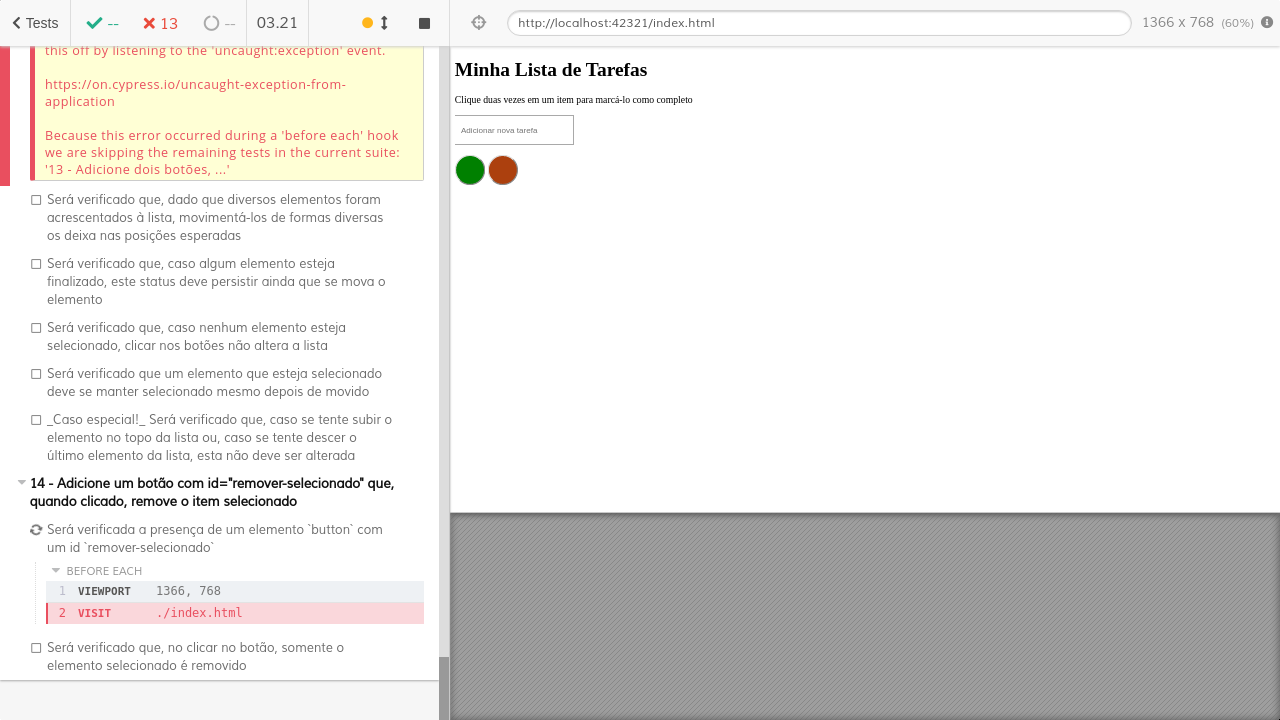 Tests
--
13
--
03.21
http://localhost:42321/index.html
1366 x 768 (60%)
this off by listening to the 'uncaught:exception' event.
https://on.cypress.io/uncaught-exception-from-
application
Because this error occurred during a 'before each' hook
we are skipping the remaining tests in the current suite:
'13 - Adicione dois botões, ...'
Será verificado que, dado que diversos elementos foram
acrescentados à lista, movimentá-los de formas diversas
os deixa nas posições esperadas
Será verificado que, caso algum elemento esteja
finalizado, este status deve persistir ainda que se mova o
elemento
Será verificado que, caso nenhum elemento esteja
selecionado, clicar nos botões não altera a lista
Será verificado que um elemento que esteja selecionado
deve se manter selecionado mesmo depois de movido
_Caso especial!_ Será verificado que, caso se tente subir o
elemento no topo da lista ou, caso se tente descer o
último elemento da lista, esta não deve ser alterada
14 - Adicione um botão com id="remover-selecionado" que,
quando clicado, remove o item selecionado
Será verificada a presença de um elemento `button` com
um id `remover-selecionado`
BEFORE EACH
1 VIEWPORT 1366, 768
2 VISIT ./index.html
Será verificado que, no clicar no botão, somente o
elemento selecionado é removido
Minha Lista de Tarefas
Clique duas vezes em um item para marcá-lo como completo
Adicionar nova tarefa